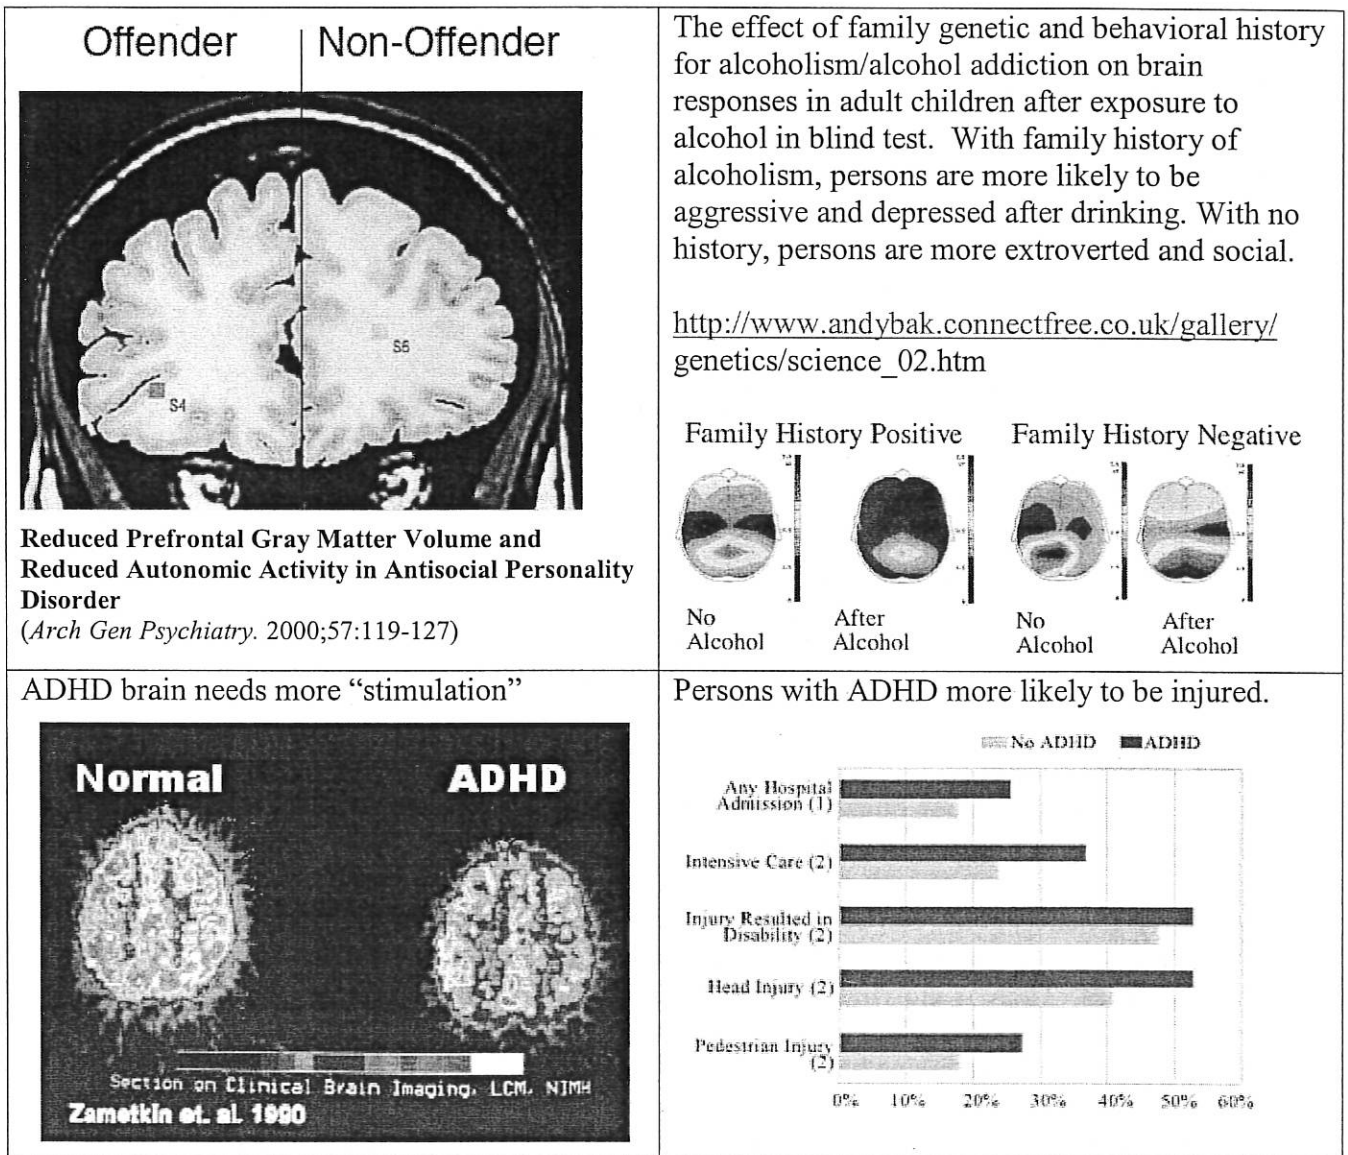 Offender
Non-Offender
S4
S5
Reduced Prefrontal Gray Matter Volume and
Reduced Autonomic Activity in Antisocial Personality
Disorder
(Arch Gen Psychiatry. 2000;57:119-127)
The effect of family genetic and behavioral history
for alcoholism/alcohol addiction on brain
responses in adult children after exposure to
alcohol in blind test. With family history of
alcoholism, persons are more likely to be
aggressive and depressed after drinking. With no
history, persons are more extroverted and social.
http://www.andybak.connectfree.co.uk/gallery/
genetics/science_02.htm
Family History Positive
Family History Negative
No
Alcohol
After
Alcohol
No
Alcohol
After
Alcohol
ADHD brain needs more “stimulation”
Normal
ADHD
Section on Clinical Brain Imaging, LCM, NIMH
Zametkin et. al. 1990
Persons with ADHD more likely to be injured.
No ADHD
ADHD
Any Hospital
Admission (1)
Intensive Care (2)
Injury Resulted in
Disability (2)
Head Injury (2)
Pedestrian Injury
(2)
0% 10% 20% 30% 40% 50% 60%